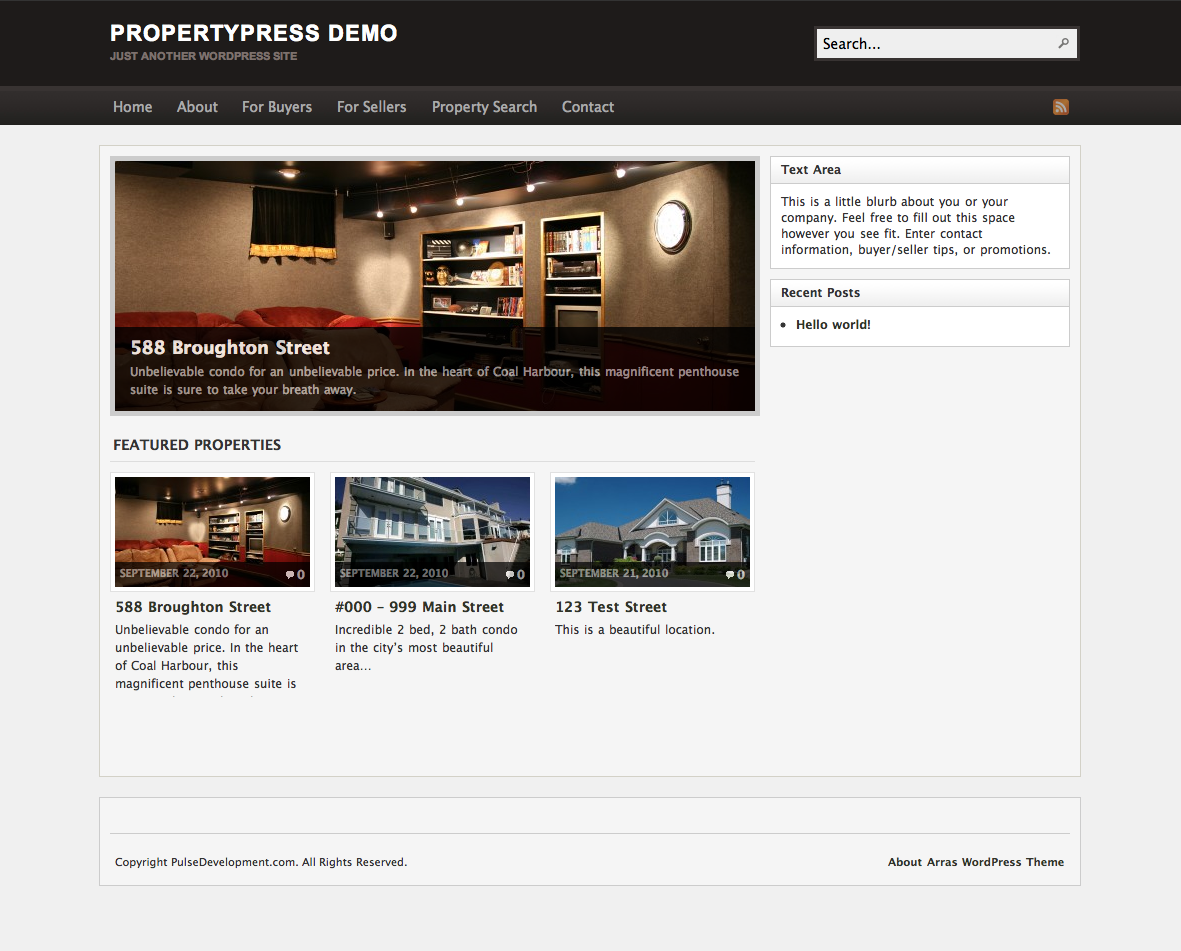 PROPERTYPRESS DEMO
JUST ANOTHER WORDPRESS SITE
Search...
Home About For Buyers For Sellers Property Search Contact
588 Broughton Street
Unbelievable condo for an unbelievable price. In the heart of Coal Harbour, this magnificent penthouse
suite is sure to take your breath away.
Text Area
This is a little blurb about you or your
company. Feel free to fill out this space
however you see fit. Enter contact
information, buyer/seller tips, or promotions.
Recent Posts
• Hello world!
FEATURED PROPERTIES
SEPTEMBER 22, 2010 0
588 Broughton Street
Unbelievable condo for an
unbelievable price. In the heart
of Coal Harbour, this
magnificent penthouse suite is
SEPTEMBER 22, 2010 0
#000 – 999 Main Street
Incredible 2 bed, 2 bath condo
in the city's most beautiful
area...
SEPTEMBER 21, 2010 0
123 Test Street
This is a beautiful location.
Copyright PulseDevelopment.com. All Rights Reserved.
About Arras WordPress Theme